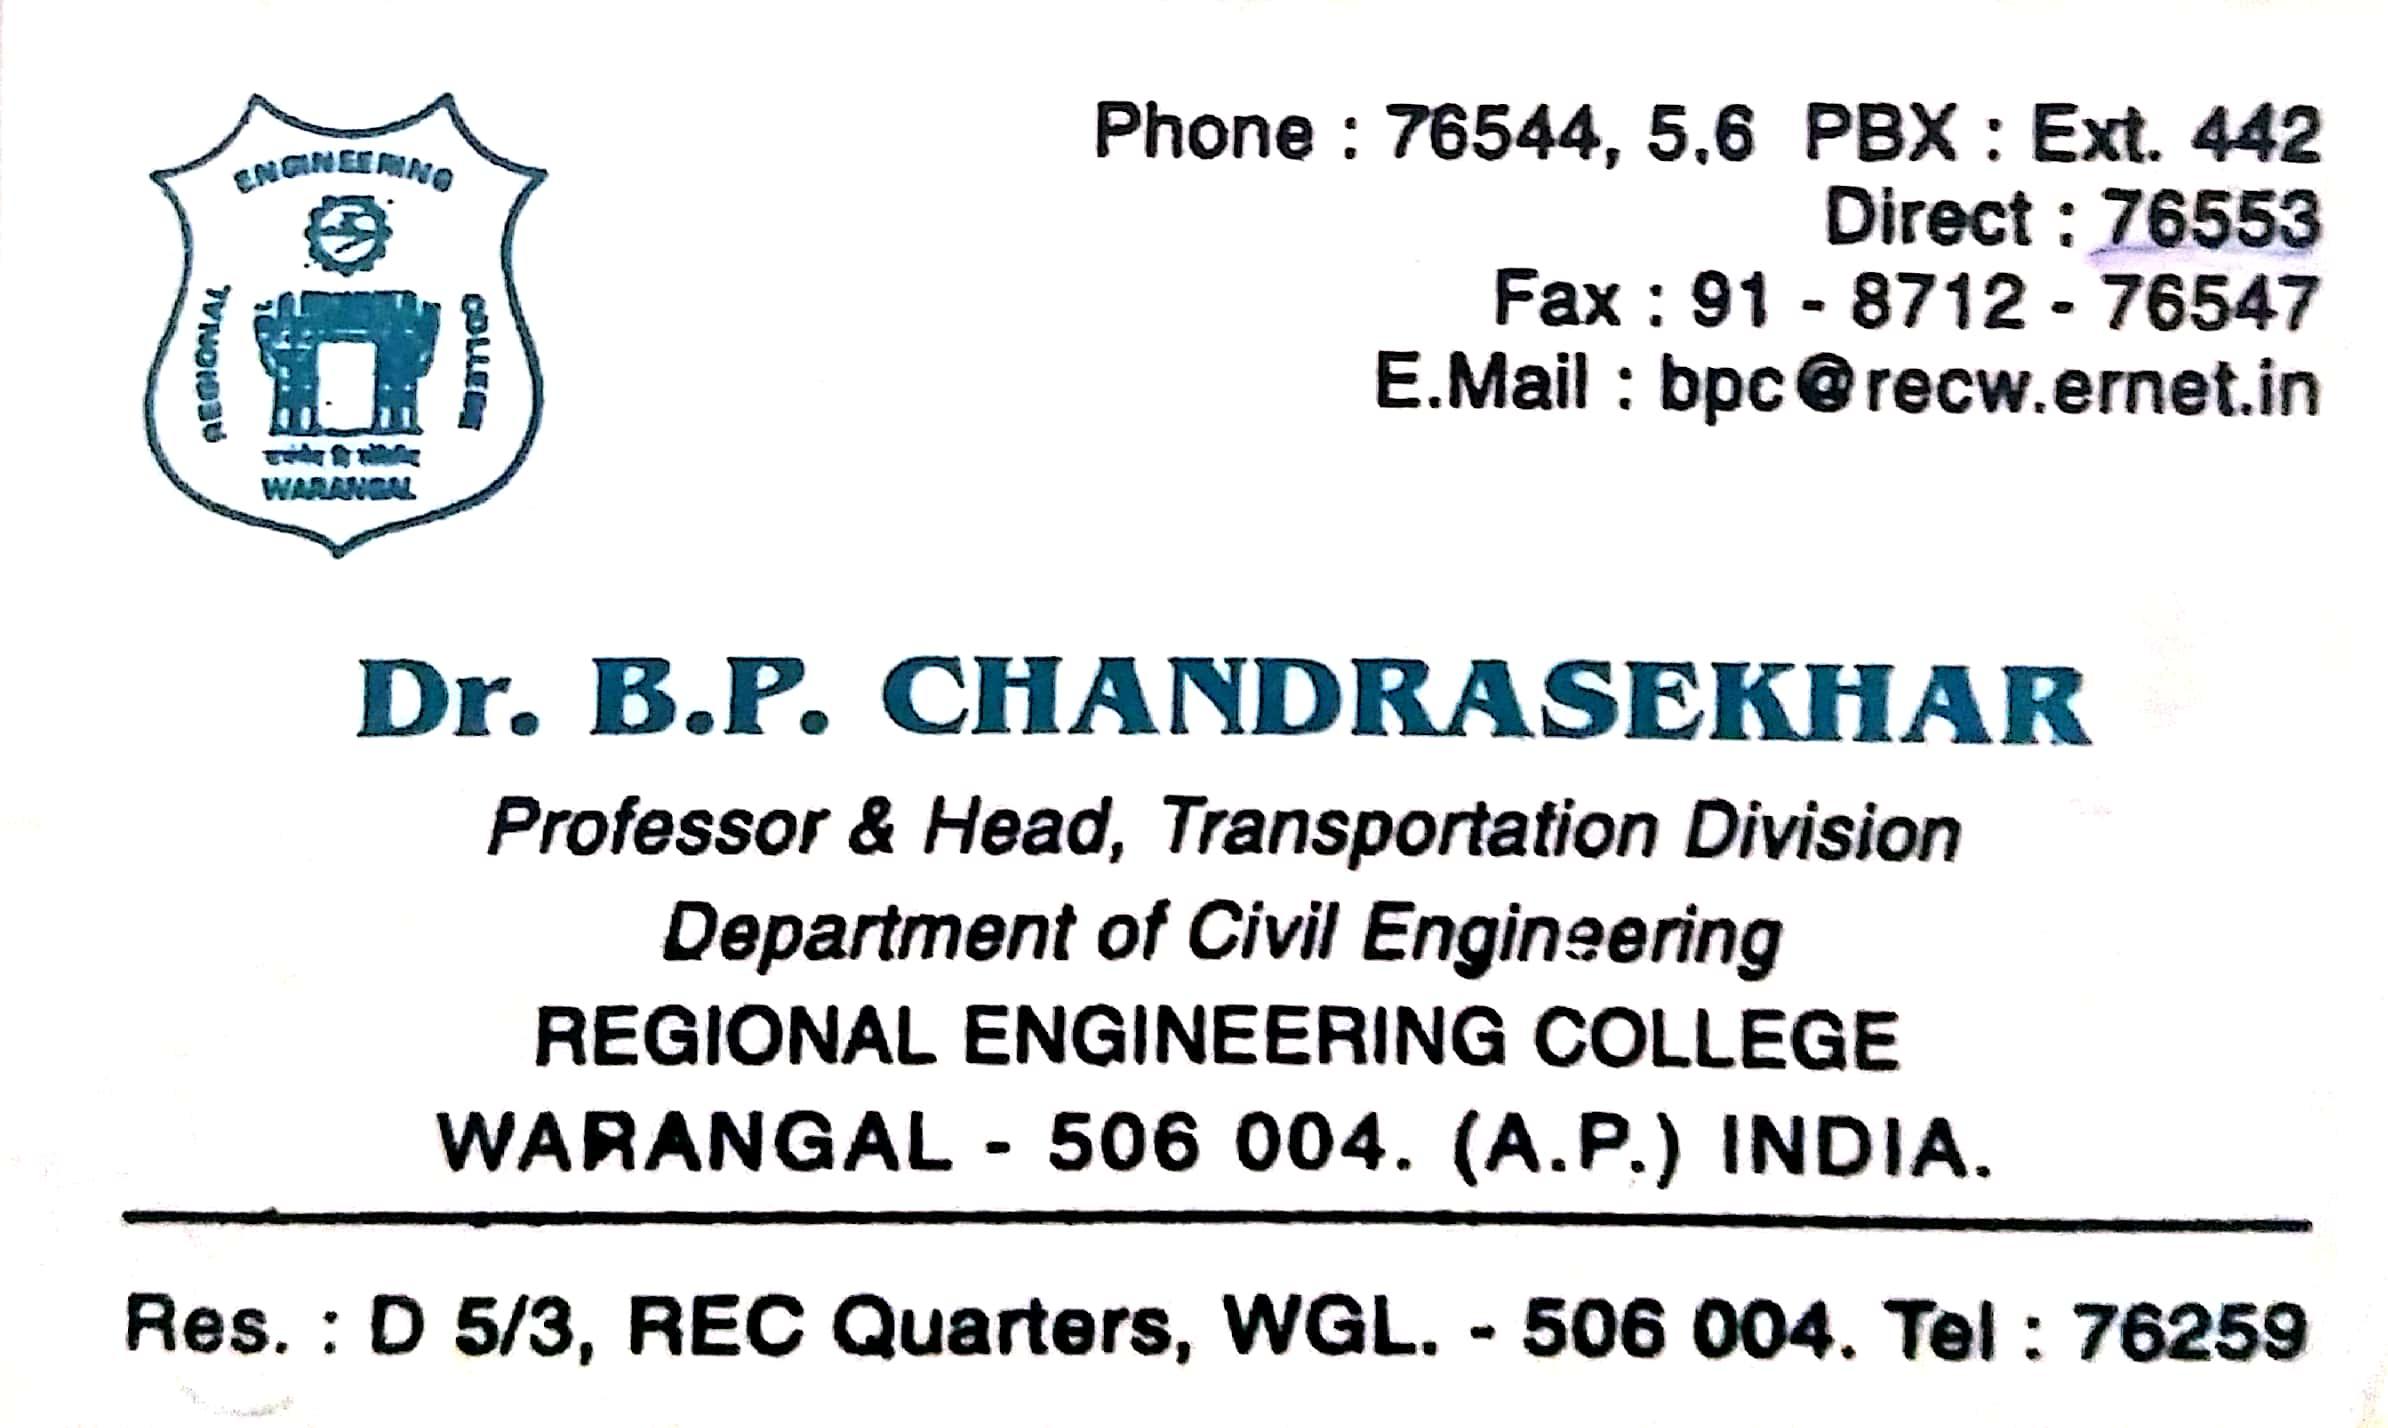 ENGINEERING
REGIONAL
COLLEGE
WARANGAL
Phone : 76544, 5.6 PBX : Ext. 442
Direct : 76553
Fax : 91 - 8712 - 76547
E.Mail : bpc@recw.ernet.in
Dr. B.P. CHANDRASEKHAR
Professor & Head, Transportation Division
Department of Civil Engineering
REGIONAL ENGINEERING COLLEGE
WARANGAL - 506 004. (A.P.) INDIA.
Res. : D 5/3, REC Quarters, WGL. - 506 004. Tel : 76259